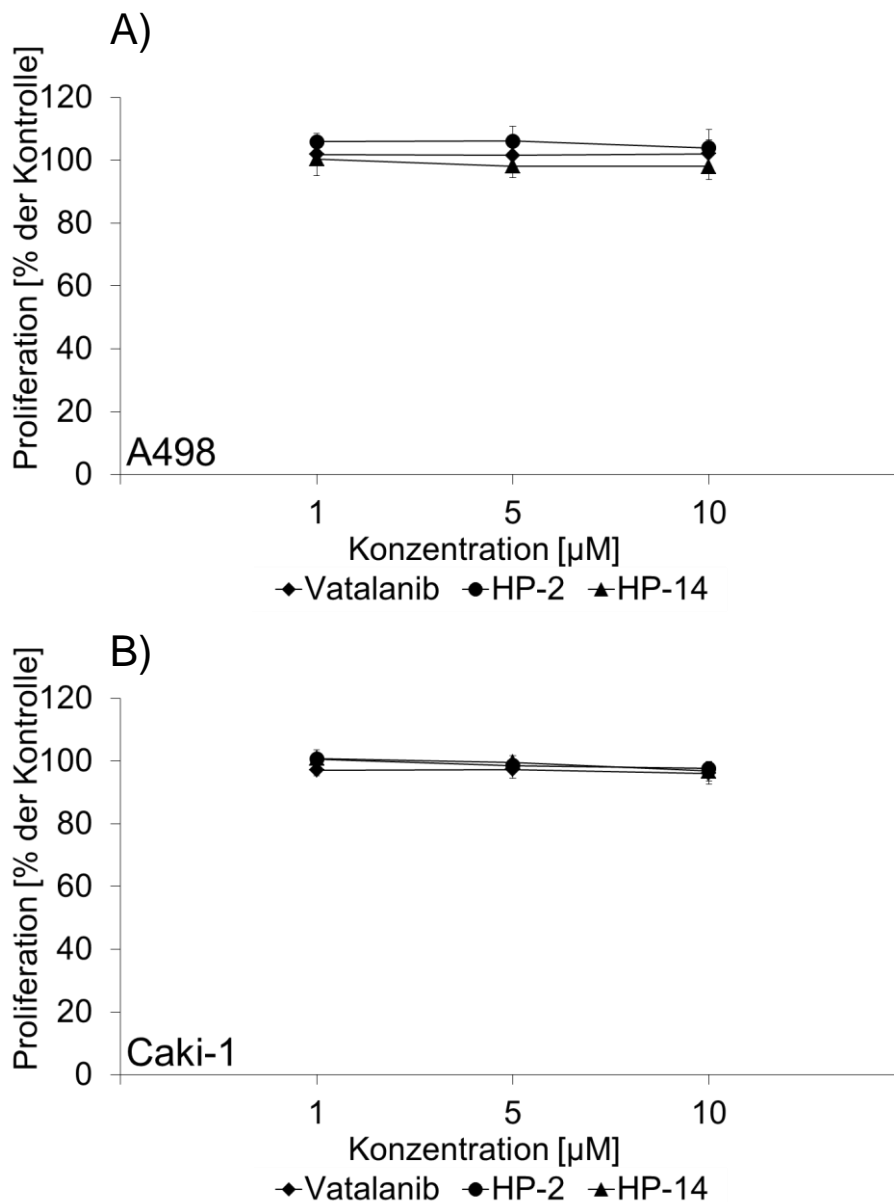 A)
Proliferation [% der Kontrolle]
120
100
80
60
40
20
0
A498
1 5 10
Konzentration [µM]
Vatalanib HP-2 HP-14
B)
Proliferation [% der Kontrolle]
120
100
80
60
40
20
0
Caki-1
1 5 10
Konzentration [µM]
Vatalanib HP-2 HP-14